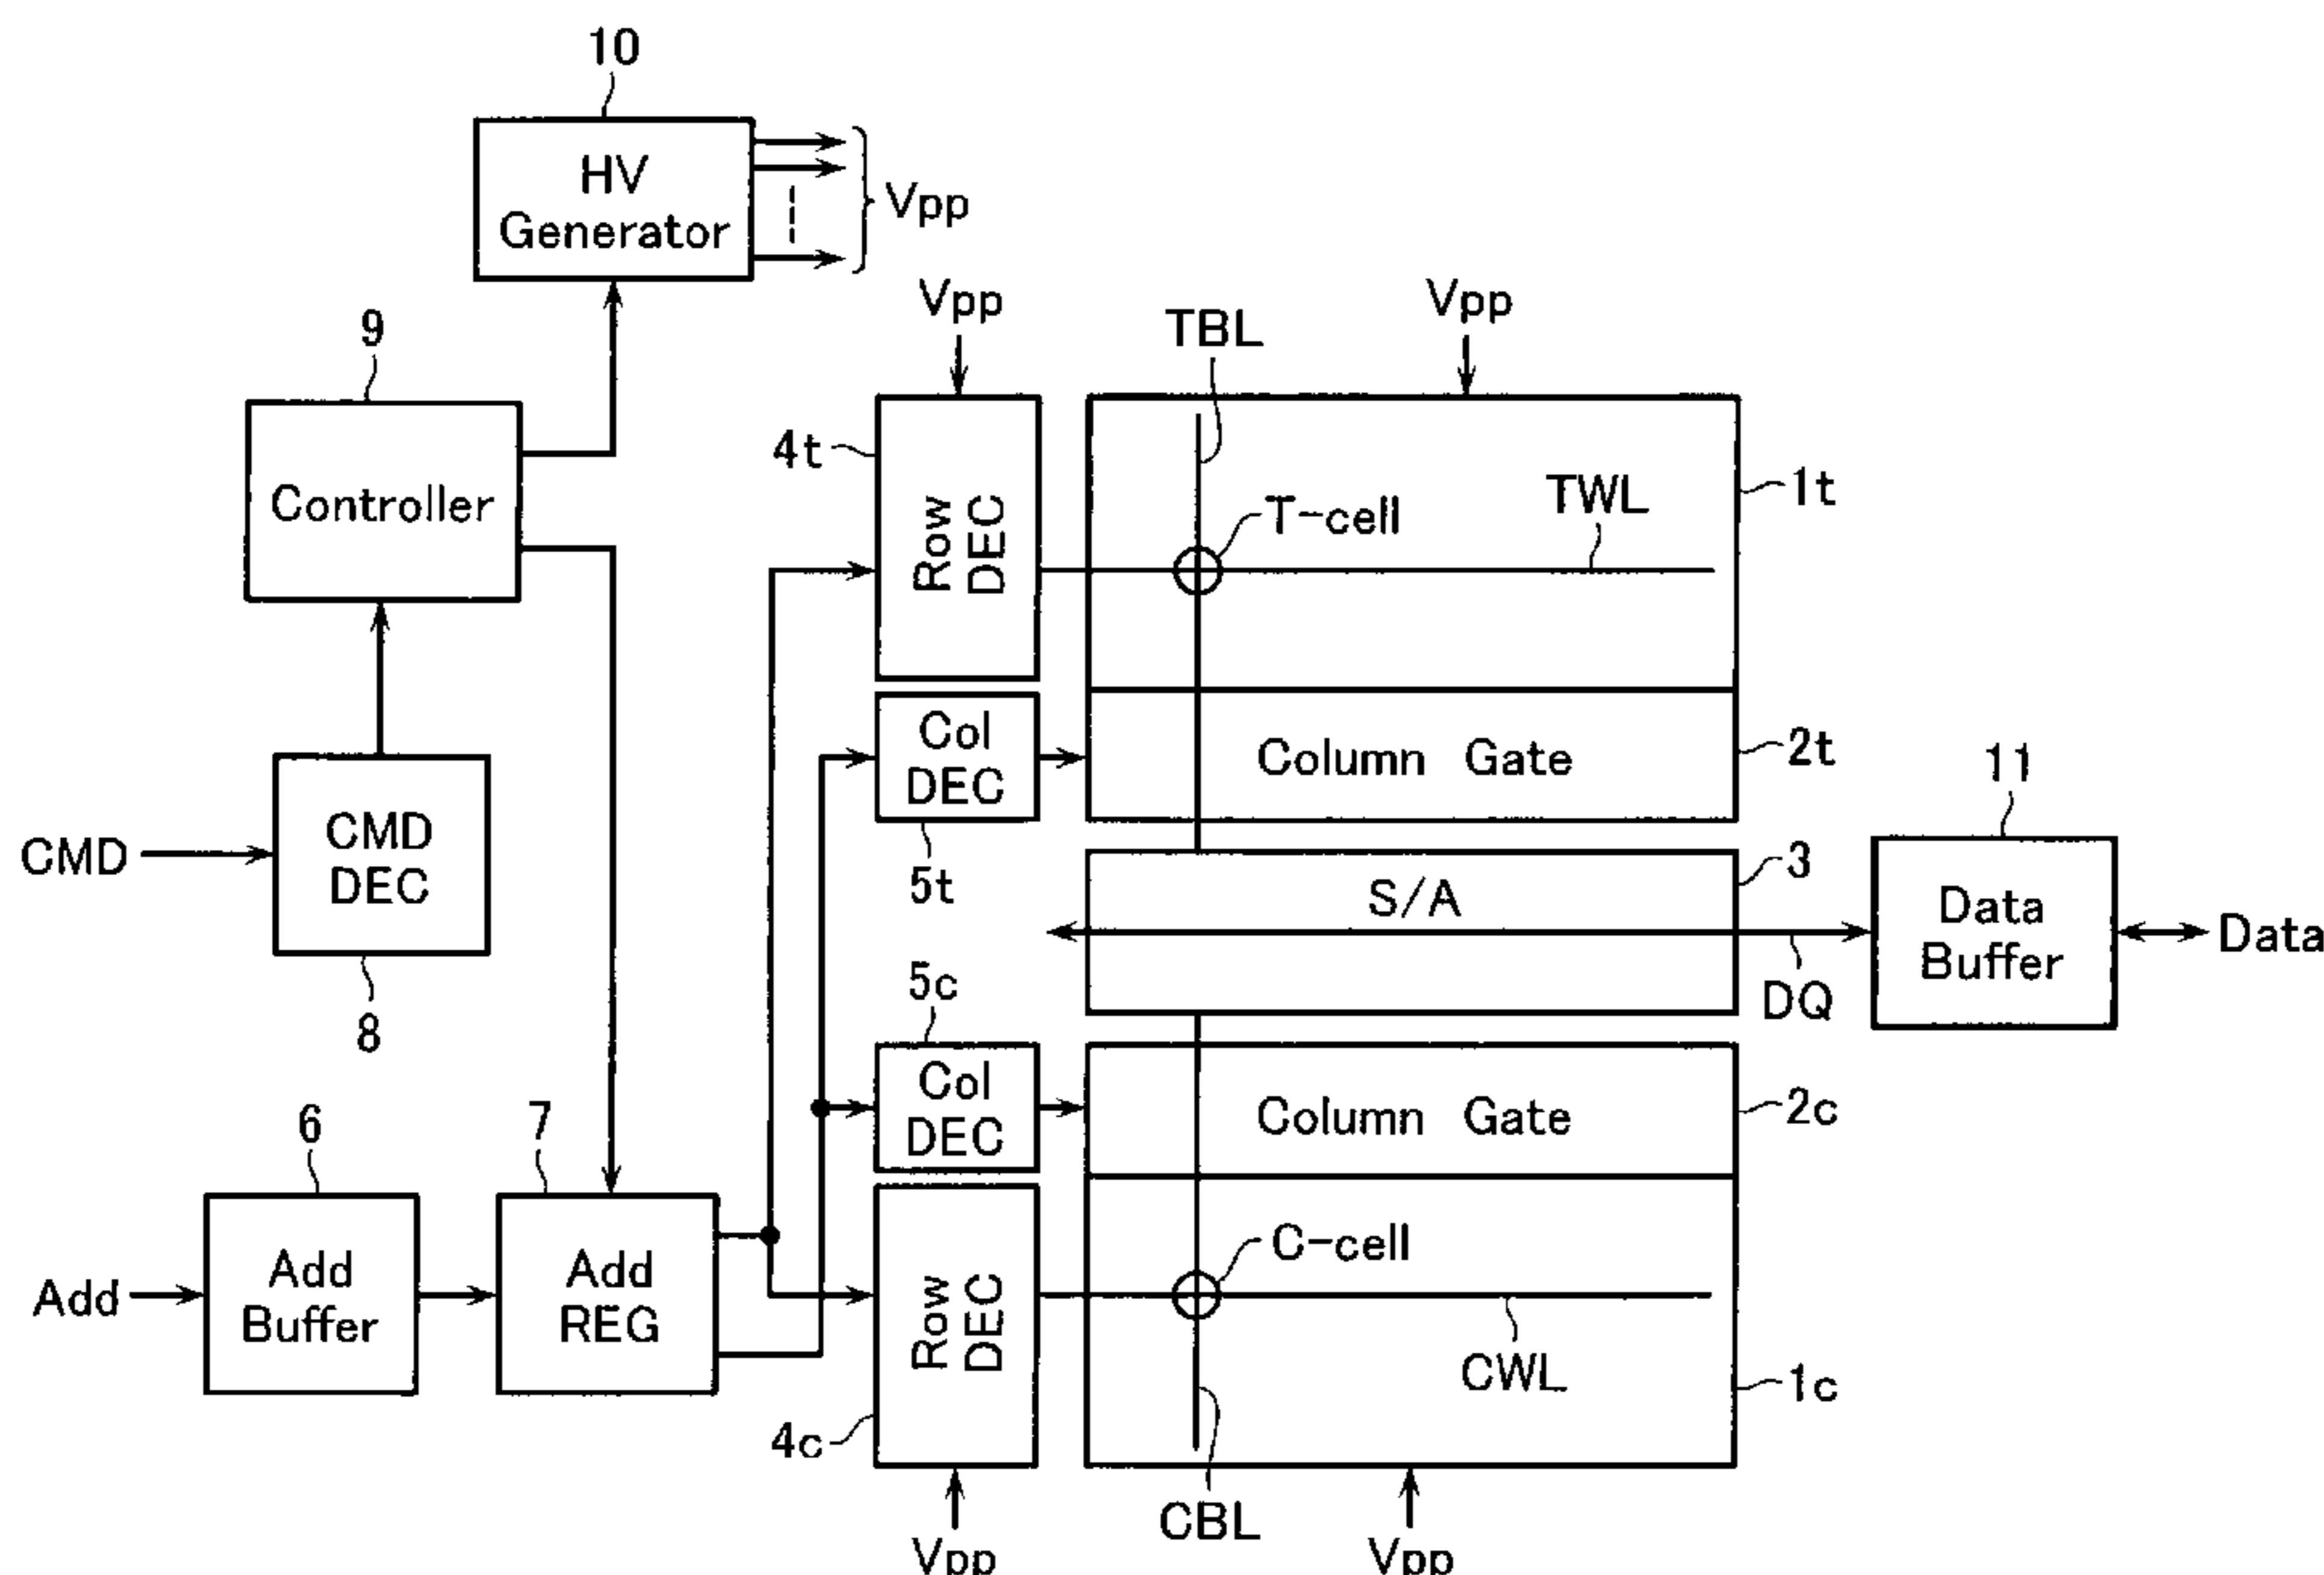 10
HV
Generator
Vpp
9
Controller
Vpp
TBL
Vpp
4t
Row
DEC
T-cell
TWL
1t
Col
DEC
Column Gate
2t
5t
CMD
CMD
DEC
8
S/A
3
11
Data
Buffer
Data
DQ
5c
Col
DEC
Column Gate
2c
6
7
Add
Add
Buffer
Add
REG
Row
DEC
C-cell
CWL
1c
4c
CBL
Vpp
Vpp